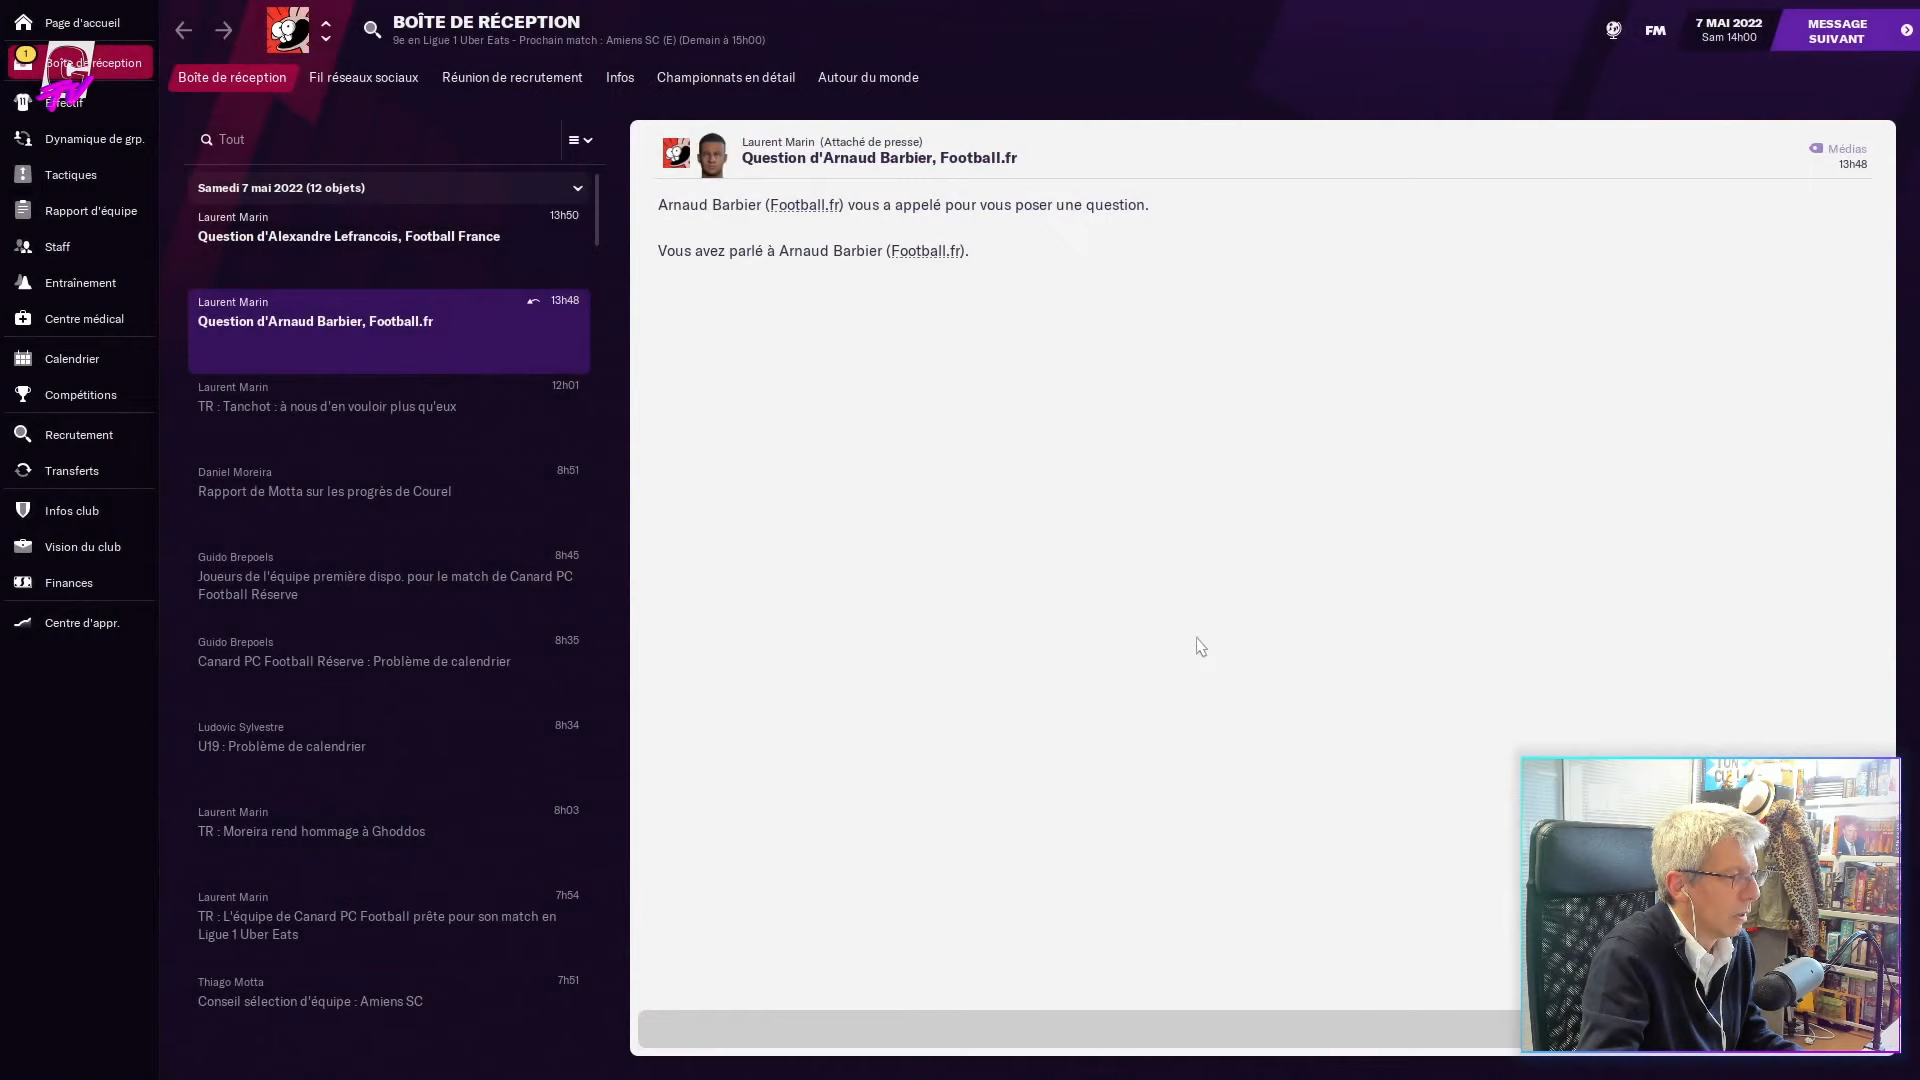 Page d'accueil
1
Boîte de réception
Effectif
Dynamique de grp.
Tactiques
Rapport d'équipe
Staff
Entraînement
Centre médical
Calendrier
Compétitions
Recrutement
Transferts
Infos club
Vision du club
Finances
Centre d'appr.
BOÎTE DE RÉCEPTION
9e en Ligue 1 Uber Eats - Prochain match : Amiens SC (E) (Demain à 15h00)
FM
7 MAI 2022
Sam 14h00
MESSAGE
SUIVANT
Boîte de réception
Fil réseaux sociaux
Réunion de recrutement
Infos
Championnats en détail
Autour du monde
Tout
Samedi 7 mai 2022 (12 objets)
Laurent Marin 13h50
Question d'Alexandre Lefrancois, Football France
Laurent Marin 13h48
Question d'Arnaud Barbier, Football.fr
Laurent Marin 12h01
TR : Tanchot : à nous d'en vouloir plus qu'eux
Daniel Moreira 8h51
Rapport de Motta sur les progrès de Courel
Guido Brepoels 8h45
Joueurs de l'équipe première dispo. pour le match de Canard PC
Football Réserve
Guido Brepoels 8h35
Canard PC Football Réserve : Problème de calendrier
Ludovic Sylvestre 8h34
U19 : Problème de calendrier
Laurent Marin 8h03
TR : Moreira rend hommage à Ghoddos
Laurent Marin 7h54
TR : L'équipe de Canard PC Football prête pour son match en
Ligue 1 Uber Eats
Thiago Motta 7h51
Conseil sélection d'équipe : Amiens SC
Laurent Marin (Attaché de presse)
Question d'Arnaud Barbier, Football.fr
Médias
13h48
Arnaud Barbier (Football.fr) vous a appelé pour vous poser une question.
Vous avez parlé à Arnaud Barbier (Football.fr).
TV